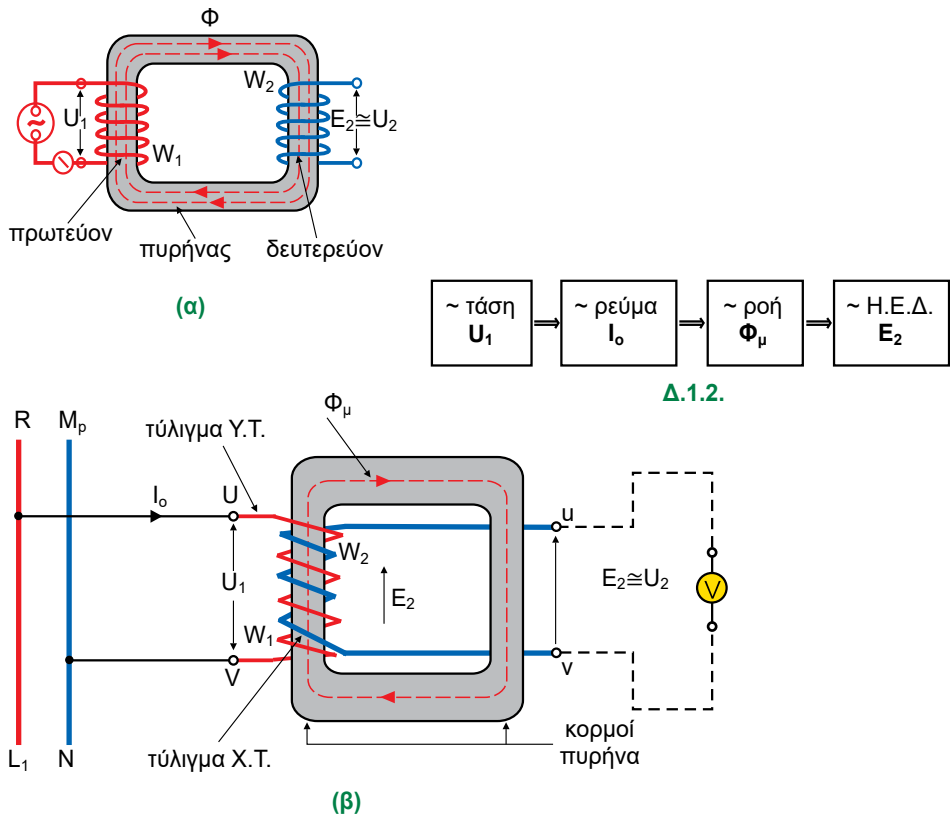 Φ
W₂
U₁
E₂≅U₂
W₁
πρωτεύον
πυρήνας
δευτερεύον
(α)
~ τάση
U₁
~ ρεύμα
Iₒ
~ ροή
Φμ
~ Η.Ε.Δ.
E₂
Δ.1.2.
R
Mₚ
τύλιγμα Υ.Τ.
Φμ
Iₒ
U
u
W₂
U₁
E₂
E₂≅U₂
V
W₁
V
v
L₁
N
τύλιγμα Χ.Τ.
κορμοί
πυρήνα
(β)